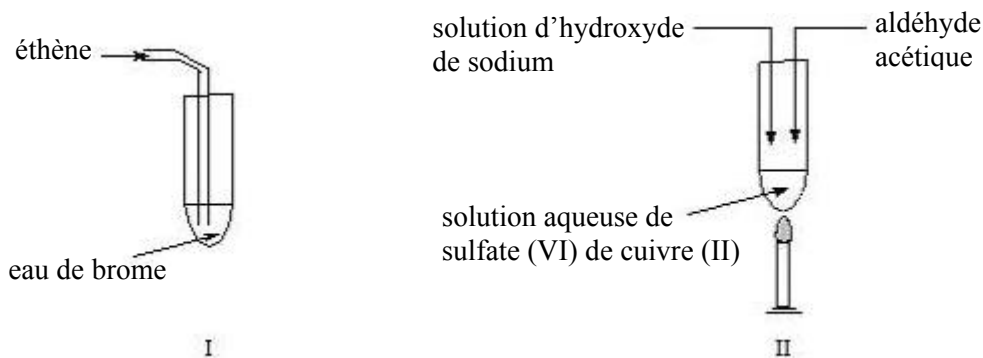 éthène
eau de brome
I
solution d’hydroxyde
de sodium
aldéhyde
acétique
solution aqueuse de
sulfate (VI) de cuivre (II)
II